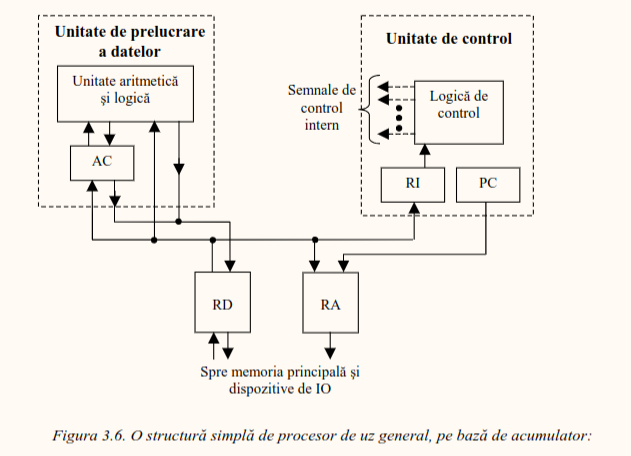 Unitate de prelucrare
a datelor
Unitate aritmetică
și logică
AC
Unitate de control
Semnale de
control
intern
Logică de
control
RI
PC
RD
RA
Spre memoria principală și
dispozitive de IO
Figura 3.6. O structură simplă de procesor de uz general, pe bază de acumulator: